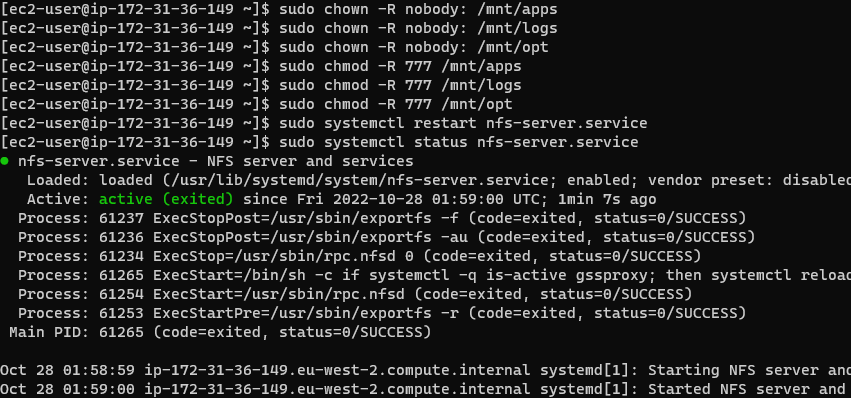 [ec2-user@ip-172-31-36-149 ~]$ sudo chown -R nobody: /mnt/apps
[ec2-user@ip-172-31-36-149 ~]$ sudo chown -R nobody: /mnt/logs
[ec2-user@ip-172-31-36-149 ~]$ sudo chown -R nobody: /mnt/opt
[ec2-user@ip-172-31-36-149 ~]$ sudo chmod -R 777 /mnt/apps
[ec2-user@ip-172-31-36-149 ~]$ sudo chmod -R 777 /mnt/logs
[ec2-user@ip-172-31-36-149 ~]$ sudo chmod -R 777 /mnt/opt
[ec2-user@ip-172-31-36-149 ~]$ sudo systemctl restart nfs-server.service
[ec2-user@ip-172-31-36-149 ~]$ sudo systemctl status nfs-server.service
● nfs-server.service - NFS server and services
Loaded: loaded (/usr/lib/systemd/system/nfs-server.service; enabled; vendor preset: disabled
Active: active (exited) since Fri 2022-10-28 01:59:00 UTC; 1min 7s ago
Process: 61237 ExecStopPost=/usr/sbin/exportfs -f (code=exited, status=0/SUCCESS)
Process: 61236 ExecStopPost=/usr/sbin/exportfs -au (code=exited, status=0/SUCCESS)
Process: 61234 ExecStop=/usr/sbin/rpc.nfsd 0 (code=exited, status=0/SUCCESS)
Process: 61265 ExecStart=/bin/sh -c if systemctl -q is-active gssproxy; then systemctl reload
Process: 61254 ExecStart=/usr/sbin/rpc.nfsd (code=exited, status=0/SUCCESS)
Process: 61253 ExecStartPre=/usr/sbin/exportfs -r (code=exited, status=0/SUCCESS)
Main PID: 61265 (code=exited, status=0/SUCCESS)
Oct 28 01:58:59 ip-172-31-36-149.eu-west-2.compute.internal systemd[1]: Starting NFS server and
Oct 28 01:59:00 ip-172-31-36-149.eu-west-2.compute.internal systemd[1]: Started NFS server and